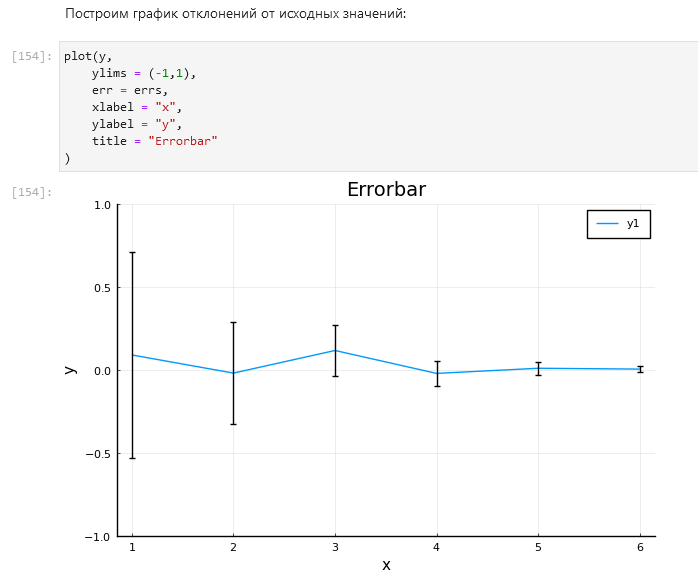 Построим график отклонений от исходных значений:
[154]: plot(y,
ylims = (-1,1),
err = errs,
xlabel = "x",
ylabel = "y",
title = "Errorbar"
)
[154]:
Errorbar
y1
1.0
0.5
0.0
−0.5
−1.0
y
1 2 3 4 5 6
x